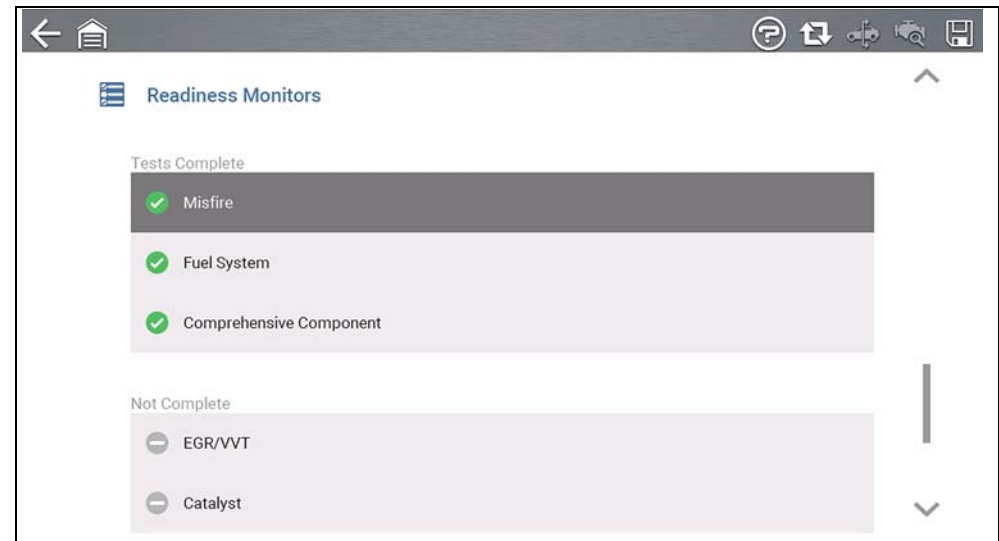 Readiness Monitors
Tests Complete
Misfire
Fuel System
Comprehensive Component
Not Complete
EGR/VVT
Catalyst